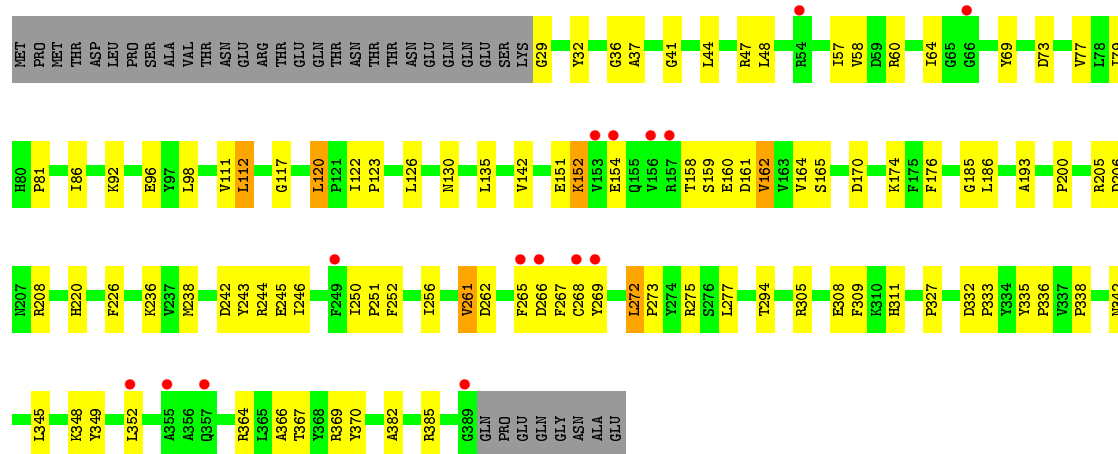 MET PRO MET THR ASP LEU PRO SER ALA VAL THR ASN GLU ARG THR GLU GLN THR ASN THR THR ASN GLU GLN GLN GLU SER LYS G29 Y32 G36 A37 G41 L44 R47 L48 R54 I57 V58 D59 R60 I64 G65 G66 Y69 D73 V77 L78 I79
H80 P81 I86 K92 E96 Y97 L98 V111 L112 G117 L120 P121 I122 P123 L126 N130 L135 V142 E151 K152 V153 E154 Q155 V156 R157 T158 S159 E160 D161 V162 V163 V164 S165 D170 K174 F175 F176 G185 L186 A193 P200 R205 D206
N207 R208 H220 F226 K236 V237 M238 D242 Y243 R244 E245 I246 F249 I250 P251 F252 I256 V261 D262 F265 D266 F267 C268 Y269 L272 P273 Y274 R275 S276 L277 T294 R305 E308 F309 K310 H311 P327 D332 P333 Y334 Y335 P336 V337 P338 N342
L345 K348 Y349 L352 A355 A356 Q357 R364 L365 A366 T367 Y368 R369 Y370 A382 R385 G389 GLN PRO GLU GLN GLY ASN ALA GLU